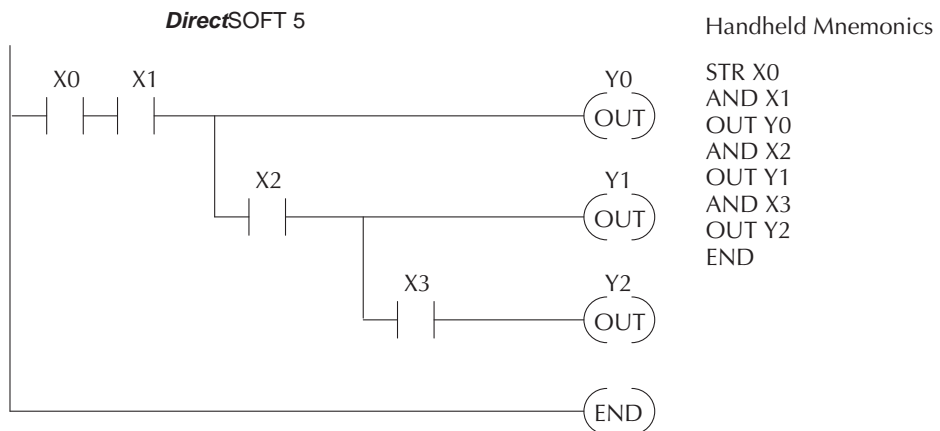 DirectSOFT 5
Handheld Mnemonics
X0 X1 Y0
OUT
X2 Y1
OUT
X3 Y2
OUT
END
STR X0
AND X1
OUT Y0
AND X2
OUT Y1
AND X3
OUT Y2
END